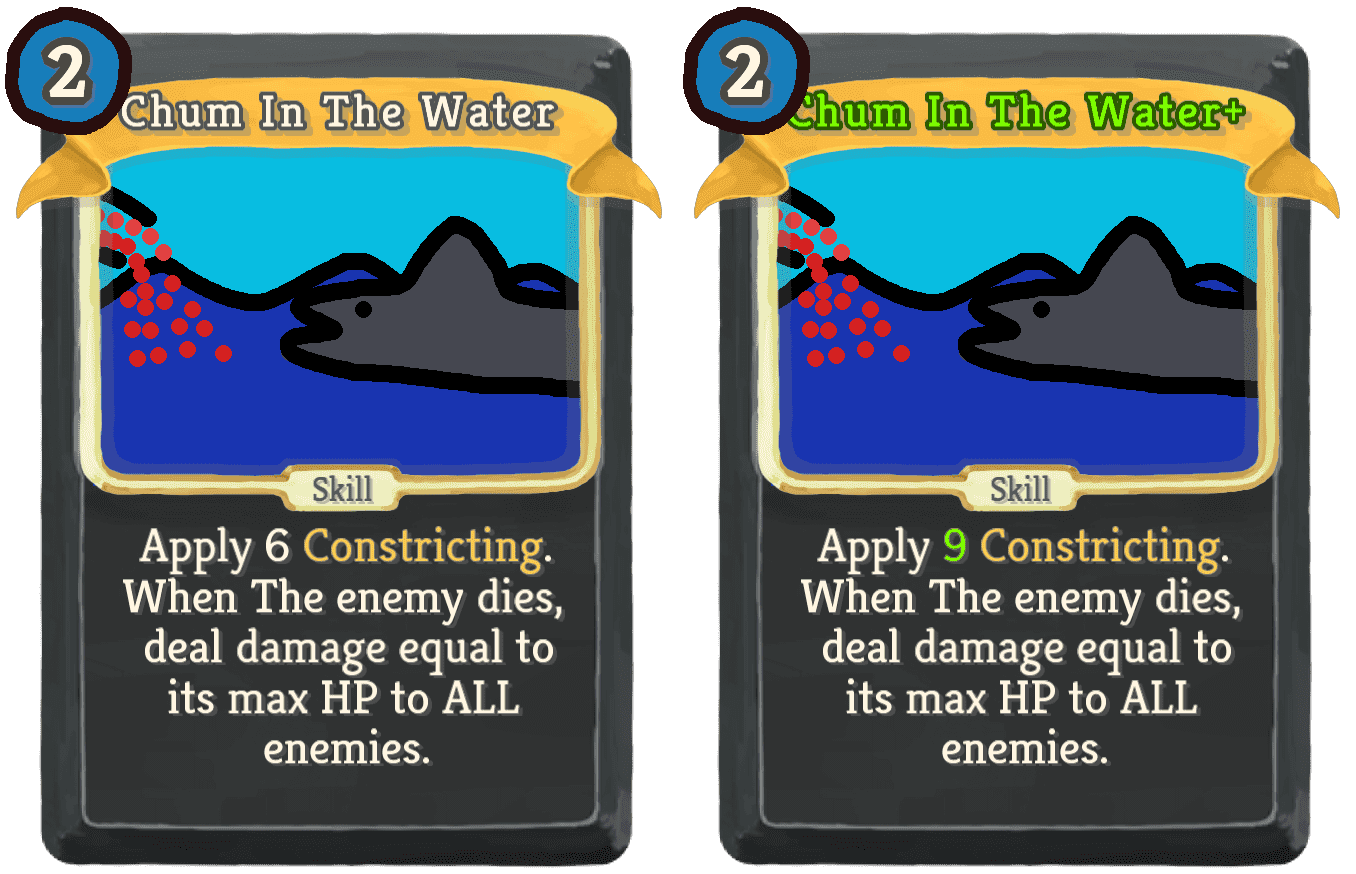 2
Chum In The Water
Skill
Apply 6 Constricting.
When The enemy dies,
deal damage equal to
its max HP to ALL
enemies.
2
Chum In The Water+
Skill
Apply 9 Constricting.
When The enemy dies,
deal damage equal to
its max HP to ALL
enemies.